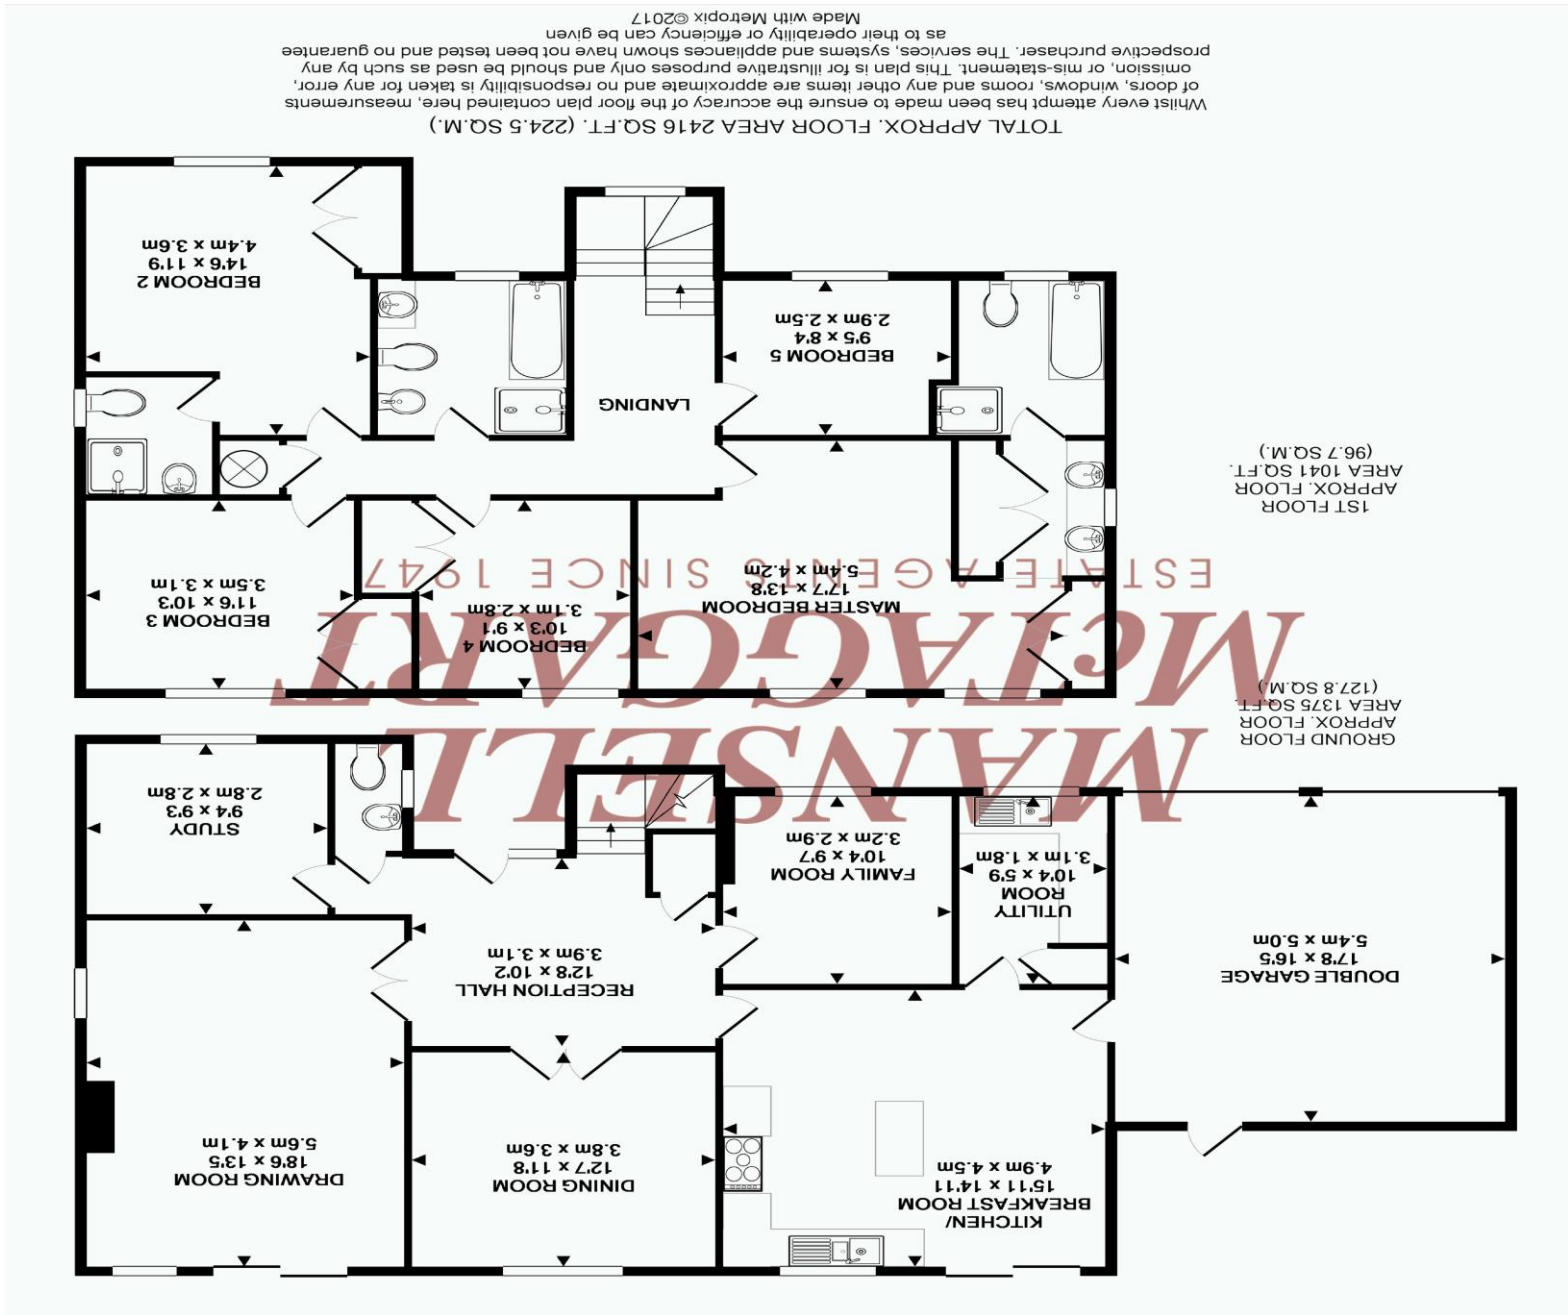 KITCHEN/
BREAKFAST ROOM
15'11 x 14'11
4.9m x 4.5m
DINING ROOM
12'7 x 11'8
3.8m x 3.6m
DRAWING ROOM
18'6 x 13'5
5.6m x 4.1m
DOUBLE GARAGE
17'8 x 16'5
5.4m x 5.0m
RECEPTION HALL
12'8 x 10'2
3.9m x 3.1m
UTILITY
ROOM
10'4 x 5'9
3.1m x 1.8m
FAMILY ROOM
10'4 x 9'7
3.2m x 2.9m
STUDY
9'4 x 9'3
2.8m x 2.8m
GROUND FLOOR
APPROX. FLOOR
AREA 1375 SQ.FT.
(127.8 SQ.M.)
MANSELL
McTAGGART
ESTATE AGENTS SINCE 1947
MASTER BEDROOM
17'7 x 13'8
5.4m x 4.2m
BEDROOM 4
10'3 x 9'1
3.1m x 2.8m
BEDROOM 3
11'6 x 10'3
3.5m x 3.1m
1ST FLOOR
APPROX. FLOOR
AREA 1041 SQ.FT.
(96.7 SQ.M.)
LANDING
BEDROOM 5
9'5 x 8'4
2.9m x 2.5m
BEDROOM 2
14'6 x 11'9
4.4m x 3.6m
TOTAL APPROX. FLOOR AREA 2416 SQ.FT. (224.5 SQ.M.)
Whilst every attempt has been made to ensure the accuracy of the floor plan contained here, measurements
of doors, windows, rooms and any other items are approximate and no responsibility is taken for any error,
omission, or mis-statement. This plan is for illustrative purposes only and should be used as such by any
prospective purchaser. The services, systems and appliances shown have not been tested and no guarantee
as to their operability or efficiency can be given
Made with Metropix ©2017